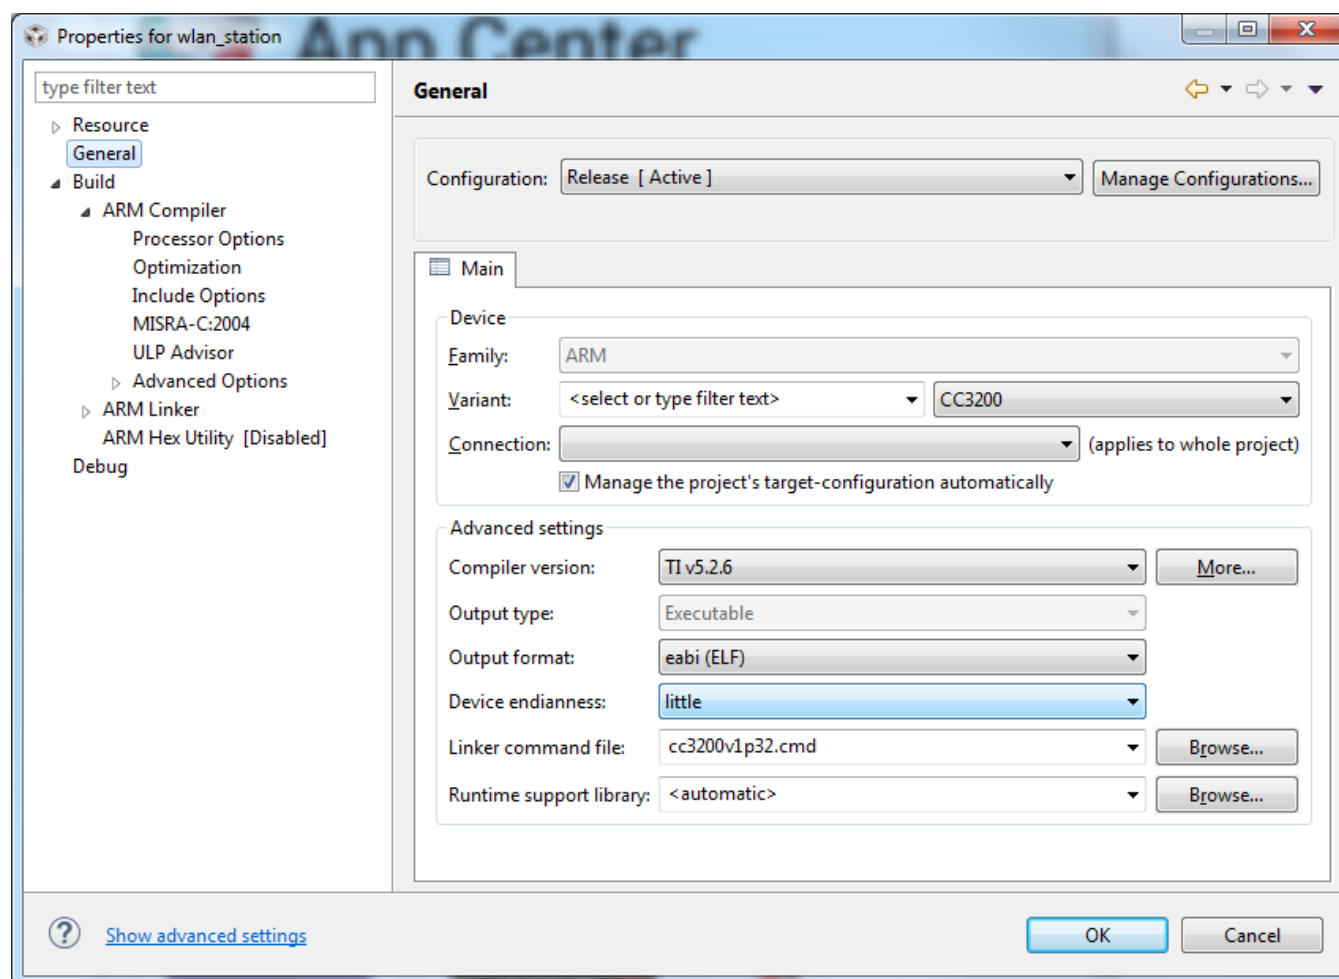 Properties for wlan_station
App Center
type filter text
Resource
General
Build
ARM Compiler
Processor Options
Optimization
Include Options
MISRA-C:2004
ULP Advisor
Advanced Options
ARM Linker
ARM Hex Utility [Disabled]
Debug
General
Configuration: Release [ Active ] Manage Configurations...
Main
Device
Family: ARM
Variant: <select or type filter text> CC3200
Connection: (applies to whole project)
Manage the project's target-configuration automatically
Advanced settings
Compiler version: TI v5.2.6 More...
Output type: Executable
Output format: eabi (ELF)
Device endianness: little
Linker command file: cc3200v1p32.cmd Browse...
Runtime support library: <automatic> Browse...
Show advanced settings
OK Cancel